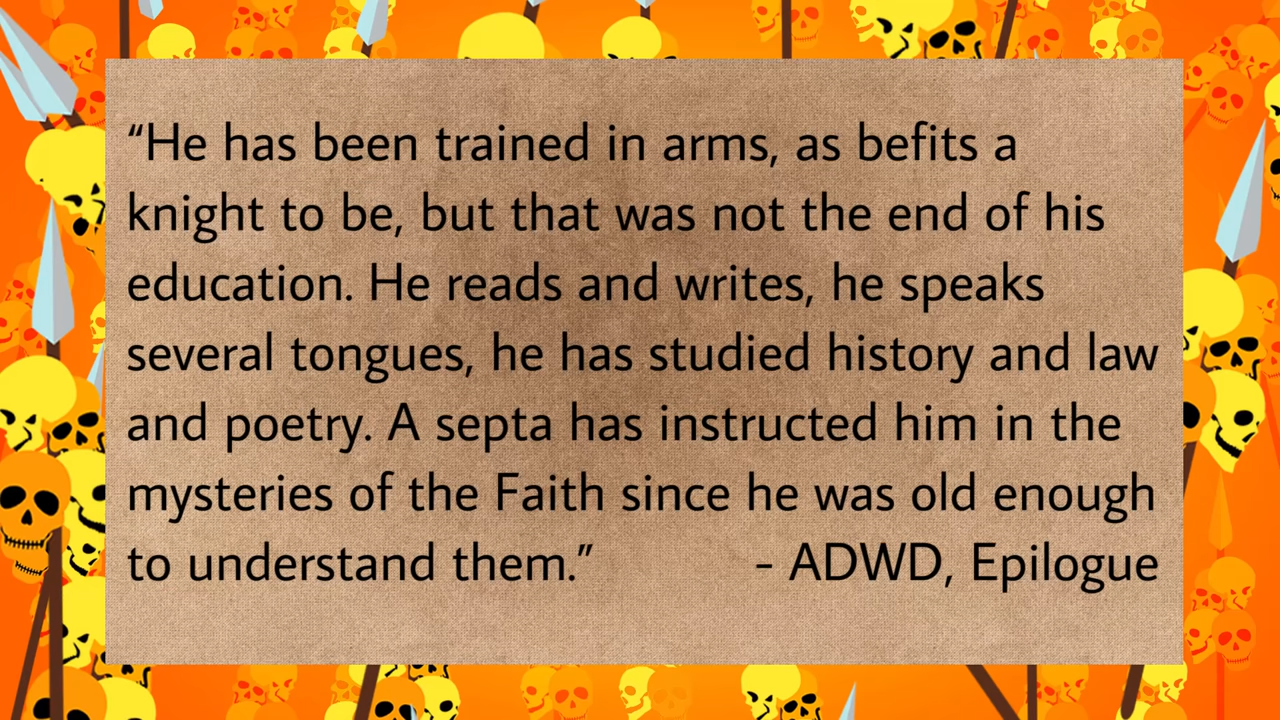 “He has been trained in arms, as befits a
knight to be, but that was not the end of his
education. He reads and writes, he speaks
several tongues, he has studied history and law
and poetry. A septa has instructed him in the
mysteries of the Faith since he was old enough
to understand them.” - ADWD, Epilogue